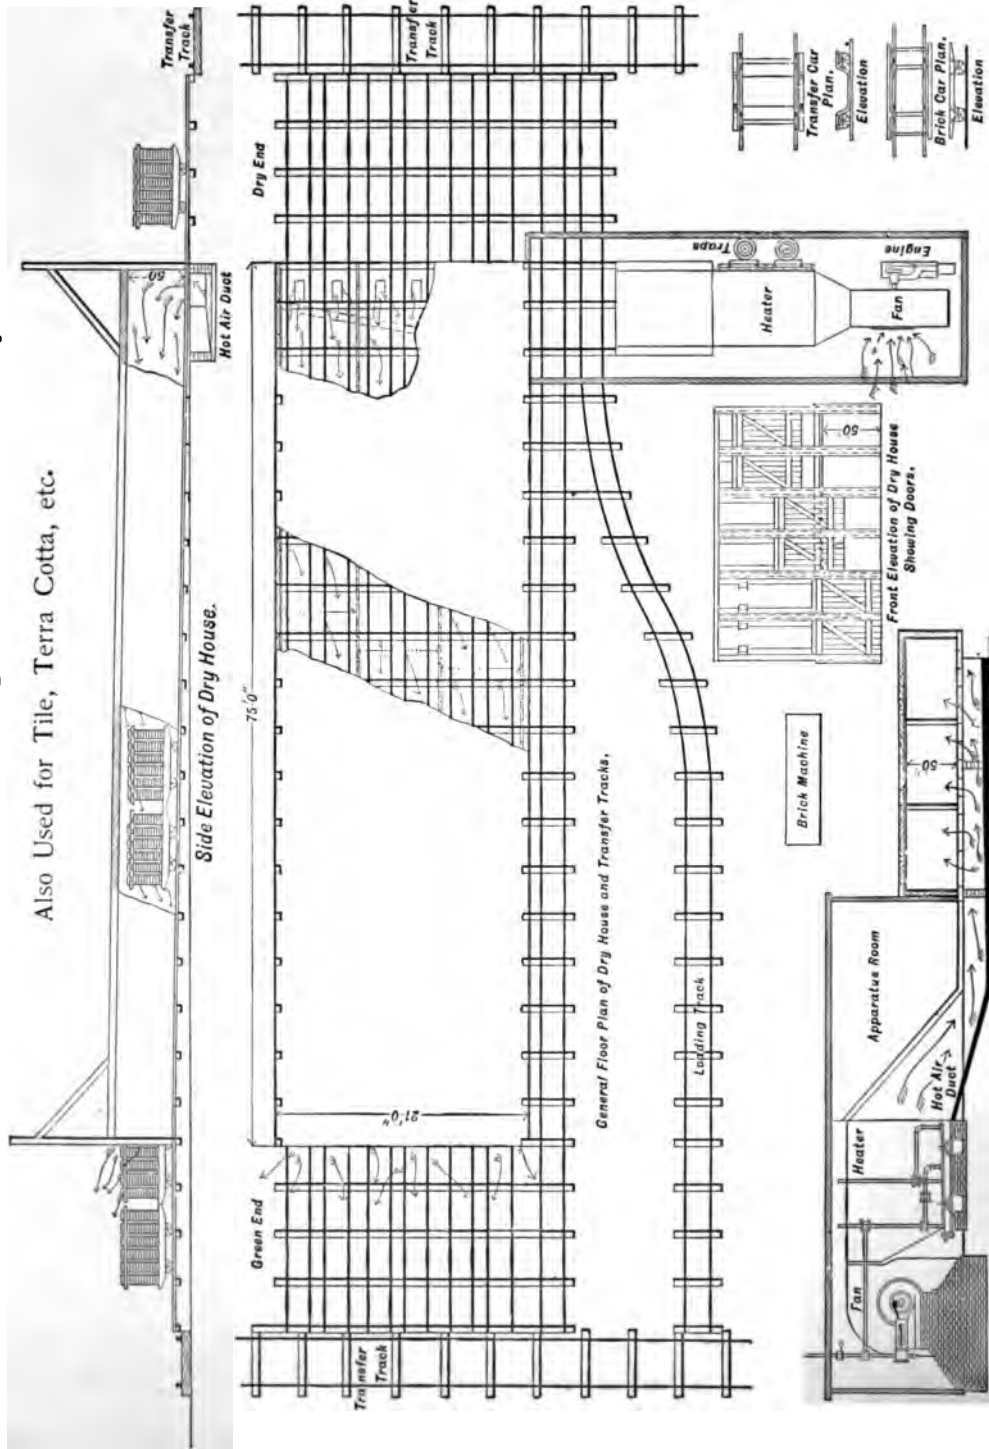 Also Used for Tile, Terra Cotta, etc.
Transfer
Track
50
Hot Air Duct
Side Elevation of Dry House.
Transfer
Track
Dry End
75'0"
21'0"
Green End
Transfer
Track
General Floor Plan of Dry House and Transfer Tracks.
Loading Track
Transfer Car
Plan.
Elevation
Brick Car Plan.
Elevation
Traps
Heater
Engine
Fan
50
Front Elevation of Dry House
Showing Doors.
Brick Machine
50
Apparatus Room
Hot Air
Duct
Heater
Fan